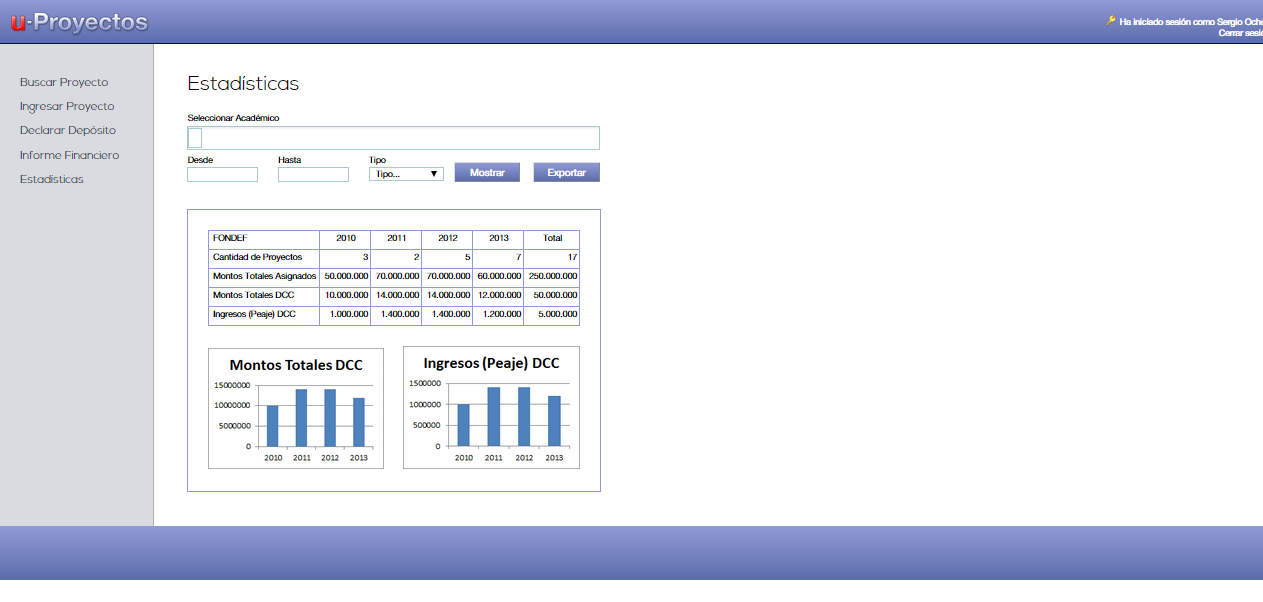 u-Proyectos
Ha iniciado sesión como Sergio Ocho
Cerrar sesió
Buscar Proyecto
Ingresar Proyecto
Declarar Depósito
Informe Financiero
Estadísticas
Estadísticas
Seleccionar Académico
Desde Hasta Tipo
Tipo... ▼ Mostrar Exportar
FONDEF 2010 2011 2012 2013 Total
Cantidad de Proyectos 3 2 5 7 17
Montos Totales Asignados 50.000.000 70.000.000 70.000.000 60.000.000 250.000.000
Montos Totales DCC 10.000.000 14.000.000 14.000.000 12.000.000 50.000.000
Ingresos (Peaje) DCC 1.000.000 1.400.000 1.400.000 1.200.000 5.000.000
Montos Totales DCC
15000000
10000000
5000000
0
2010 2011 2012 2013
Ingresos (Peaje) DCC
1500000
1000000
500000
0
2010 2011 2012 2013